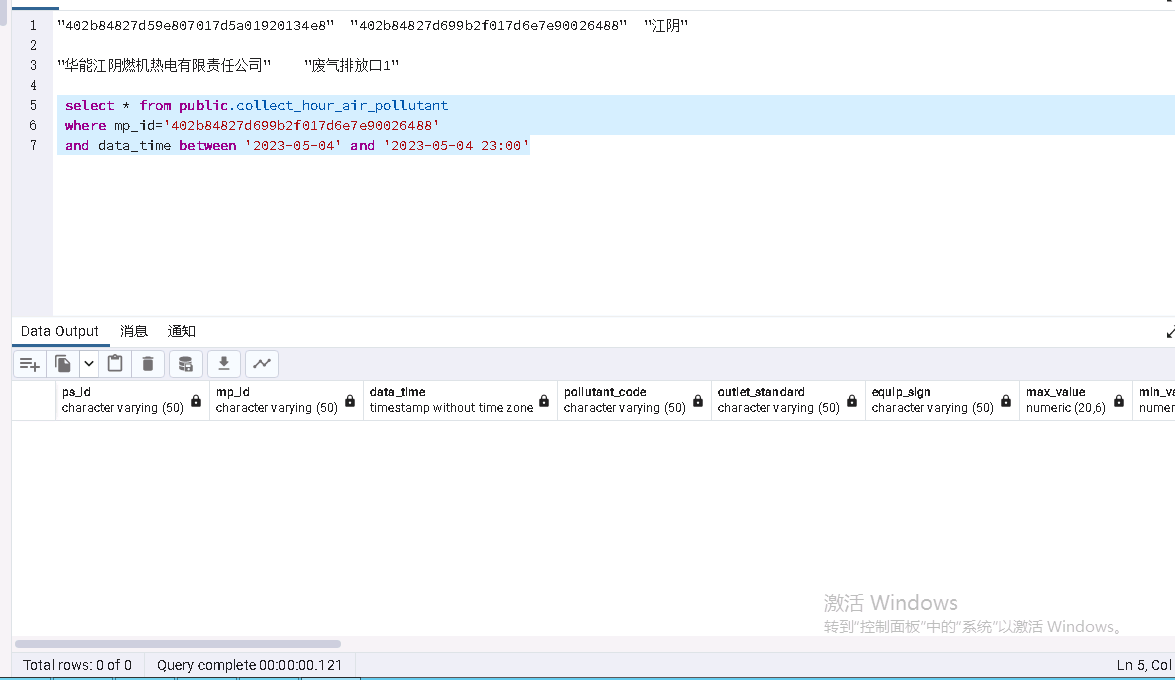 1 "402b84827d59e807017d5a01920134e8" "402b84827d699b2f017d6e7e90026488" "江阴"
2
3 "华能江阴燃机热电有限责任公司" "废气排放口1"
4
5 select * from public.collect_hour_air_pollutant
6 where mp_id='402b84827d699b2f017d6e7e90026488'
7 and data_time between '2023-05-04' and '2023-05-04 23:00'
Data Output 消息 通知
ps_id mp_id data_time pollutant_code outlet_standard equip_sign max_value min_va
character varying (50) character varying (50) timestamp without time zone character varying (50) character varying (50) character varying (50) numeric (20,6) numer
激活 Windows
转到"控制面板"中的"系统"以激活 Windows。
Total rows: 0 of 0 Query complete 00:00:00.121 Ln 5, Col